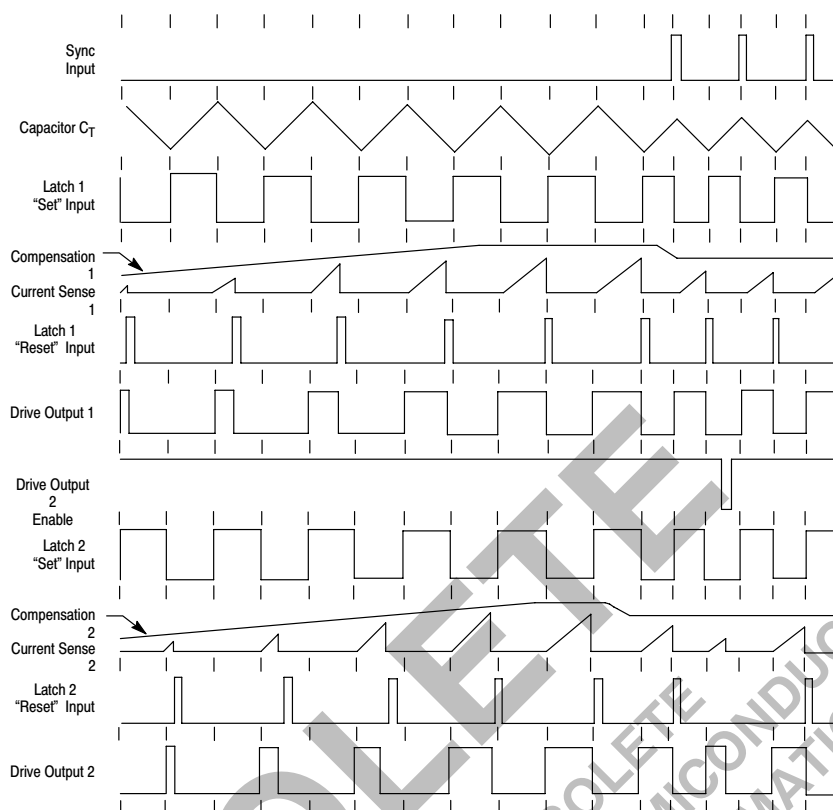 Sync
Input
Capacitor CT
Latch 1
“Set” Input
Compensation
1
Current Sense
1
Latch 1
“Reset” Input
Drive Output 1
Drive Output
2
Enable
Latch 2
“Set” Input
Compensation
2
Current Sense
2
Latch 2
“Reset” Input
Drive Output 2